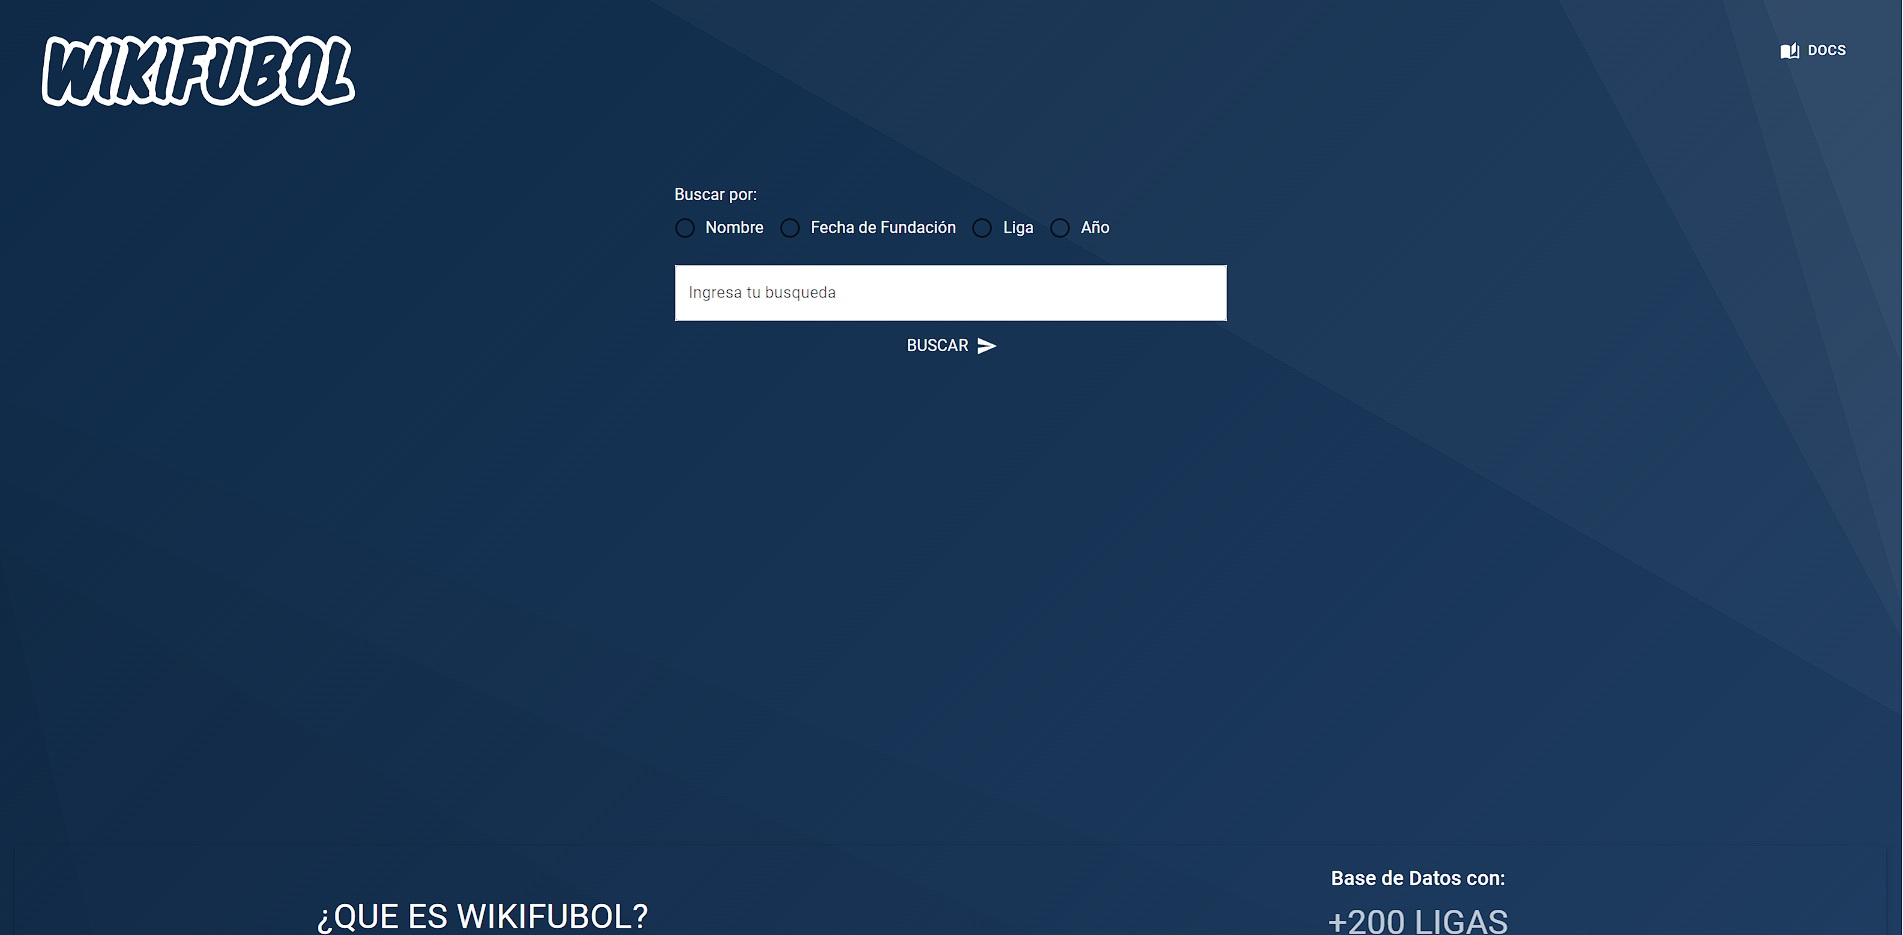 WIKIFUBOL
DOCS
Buscar por:
Nombre Fecha de Fundación Liga Año
Ingresa tu busqueda
BUSCAR
¿QUE ES WIKIFUBOL?
Base de Datos con:
+200 LIGAS